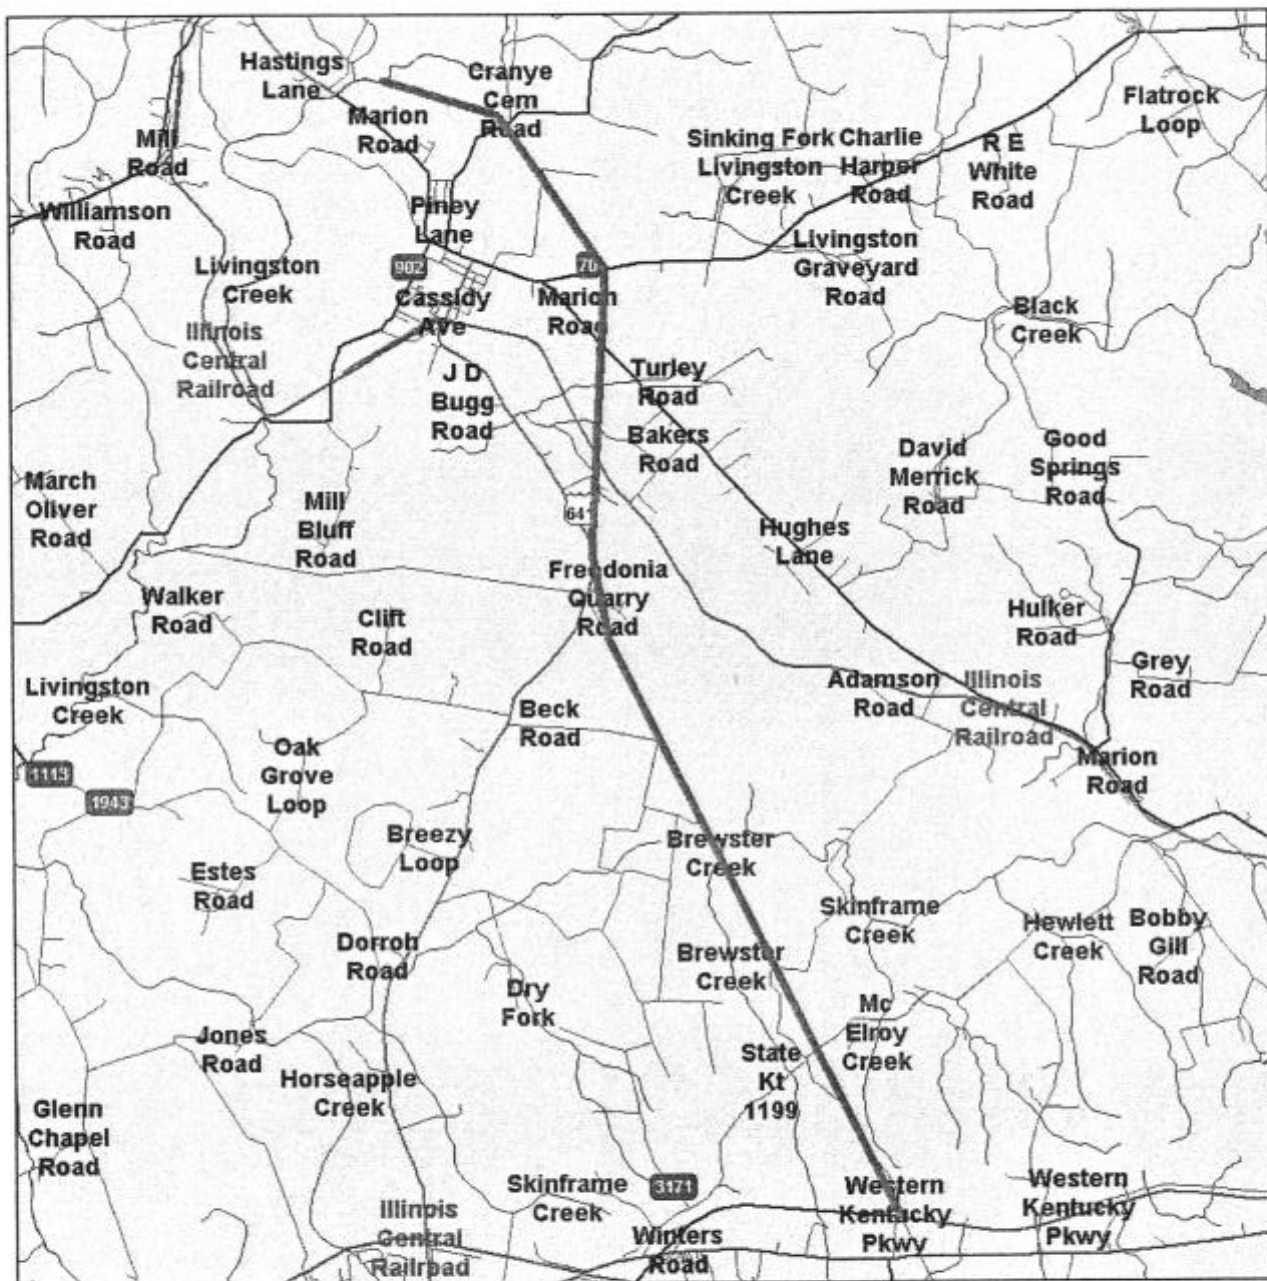 Hastings
Lane
Cranye
Cem
Road
Marion
Road
Flatrock
Loop
Mill
Road
Sinking Fork
Livingston
Creek
Charlie
Harper
Road
R E
White
Road
Williamson
Road
Piney
Lane
Livingston
Creek
902
70
Livingston
Graveyard
Road
Cassidy
Ave
Marion
Road
Black
Creek
Illinois
Central
Railroad
J D
Bugg
Road
Turley
Road
Bakers
Road
David
Merrick
Road
Good
Springs
Road
March
Oliver
Road
Mill
Bluff
Road
641
Hughes
Lane
Freedonia
Quarry
Road
Walker
Road
Clift
Road
Hulker
Road
Grey
Road
Livingston
Creek
Adamson
Road
Illinois
Central
Railroad
Beck
Road
Oak
Grove
Loop
Marion
Road
1113
1943
Breezy
Loop
Brewster
Creek
Estes
Road
Skinframe
Creek
Hewlett
Creek
Bobby
Gill
Road
Dorroh
Road
Brewster
Creek
Dry
Fork
Mc
Elroy
Creek
Jones
Road
State
Kt
1199
Horseapple
Creek
Glenn
Chapel
Road
Skinframe
Creek
3171
Western
Kentucky
Pkwy
Western
Kentucky
Pkwy
Illinois
Central
Railroad
Winters
Road